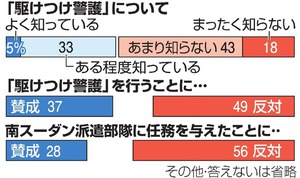 「駆けつけ警護」について
よく知っている
まったく知らない
5%
33
あまり知らない 43
18
ある程度知っている
「駆けつけ警護」を行うことに…
賛成 37
49 反対
南スーダン派遣部隊に任務を与えたことに‥
賛成 28
56 反対
その他・答えないは省略